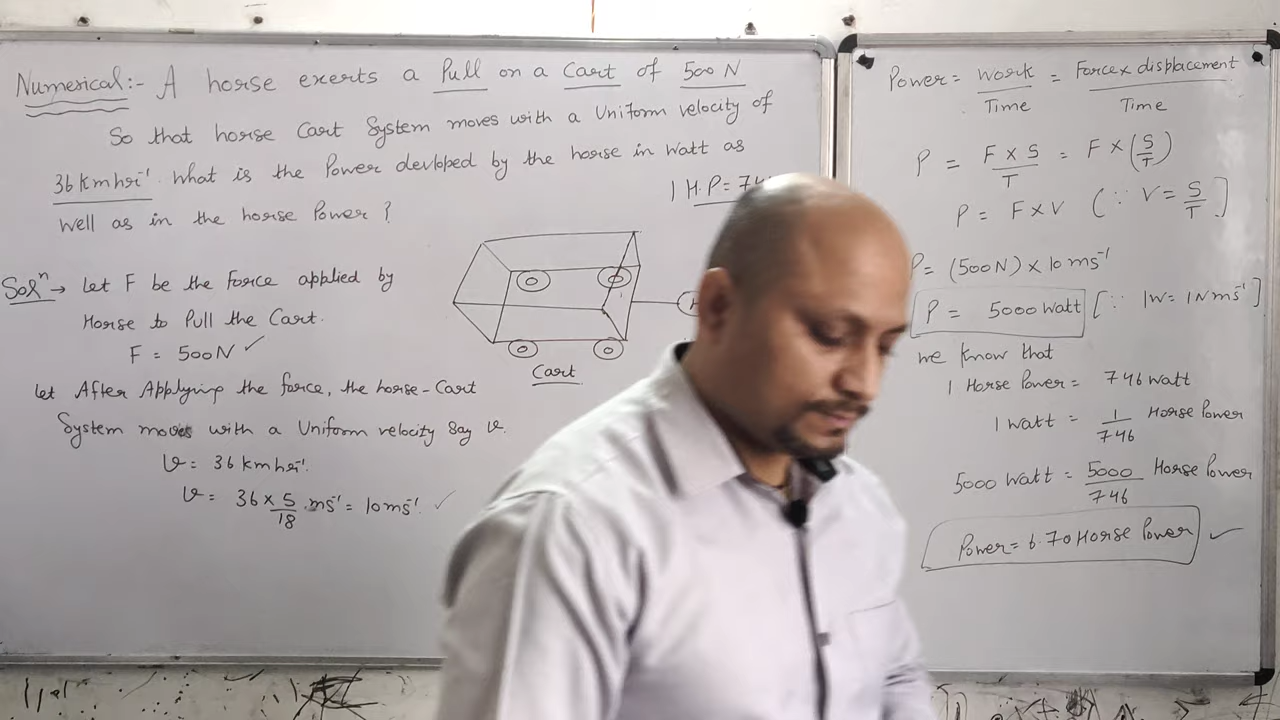 Numerical:- A horse exerts a Pull on a Cart of 500 N
So that horse Cart System moves with a Uniform velocity of
36 Km hr⁻¹. What is the Power devloped by the horse in Watt as
Well as in the horse Power ?
1 H.P = 74
Solⁿ → Let F be the Force applied by
Horse to Pull the Cart.
F = 500 N ✓
Let After Applying the force, the horse-Cart
System moves with a Uniform velocity Say v.
v = 36 km hr⁻¹.
v = 36 × 5/18 ms⁻¹ = 10 ms⁻¹. ✓
Cart
Power = Work/Time = Force x displacement/Time
P = F × S/T = F × (S/T)
P = F × V (∵ V = S/T]
P = (500 N) × 10 ms⁻¹
P = 5000 Watt [∵ 1W = 1 N ms⁻¹]
we know that
1 Horse Power = 746 Watt
1 Watt = 1/746 Horse Power
5000 Watt = 5000/746 Horse Power
Power = 6.70 Horse Power ✓